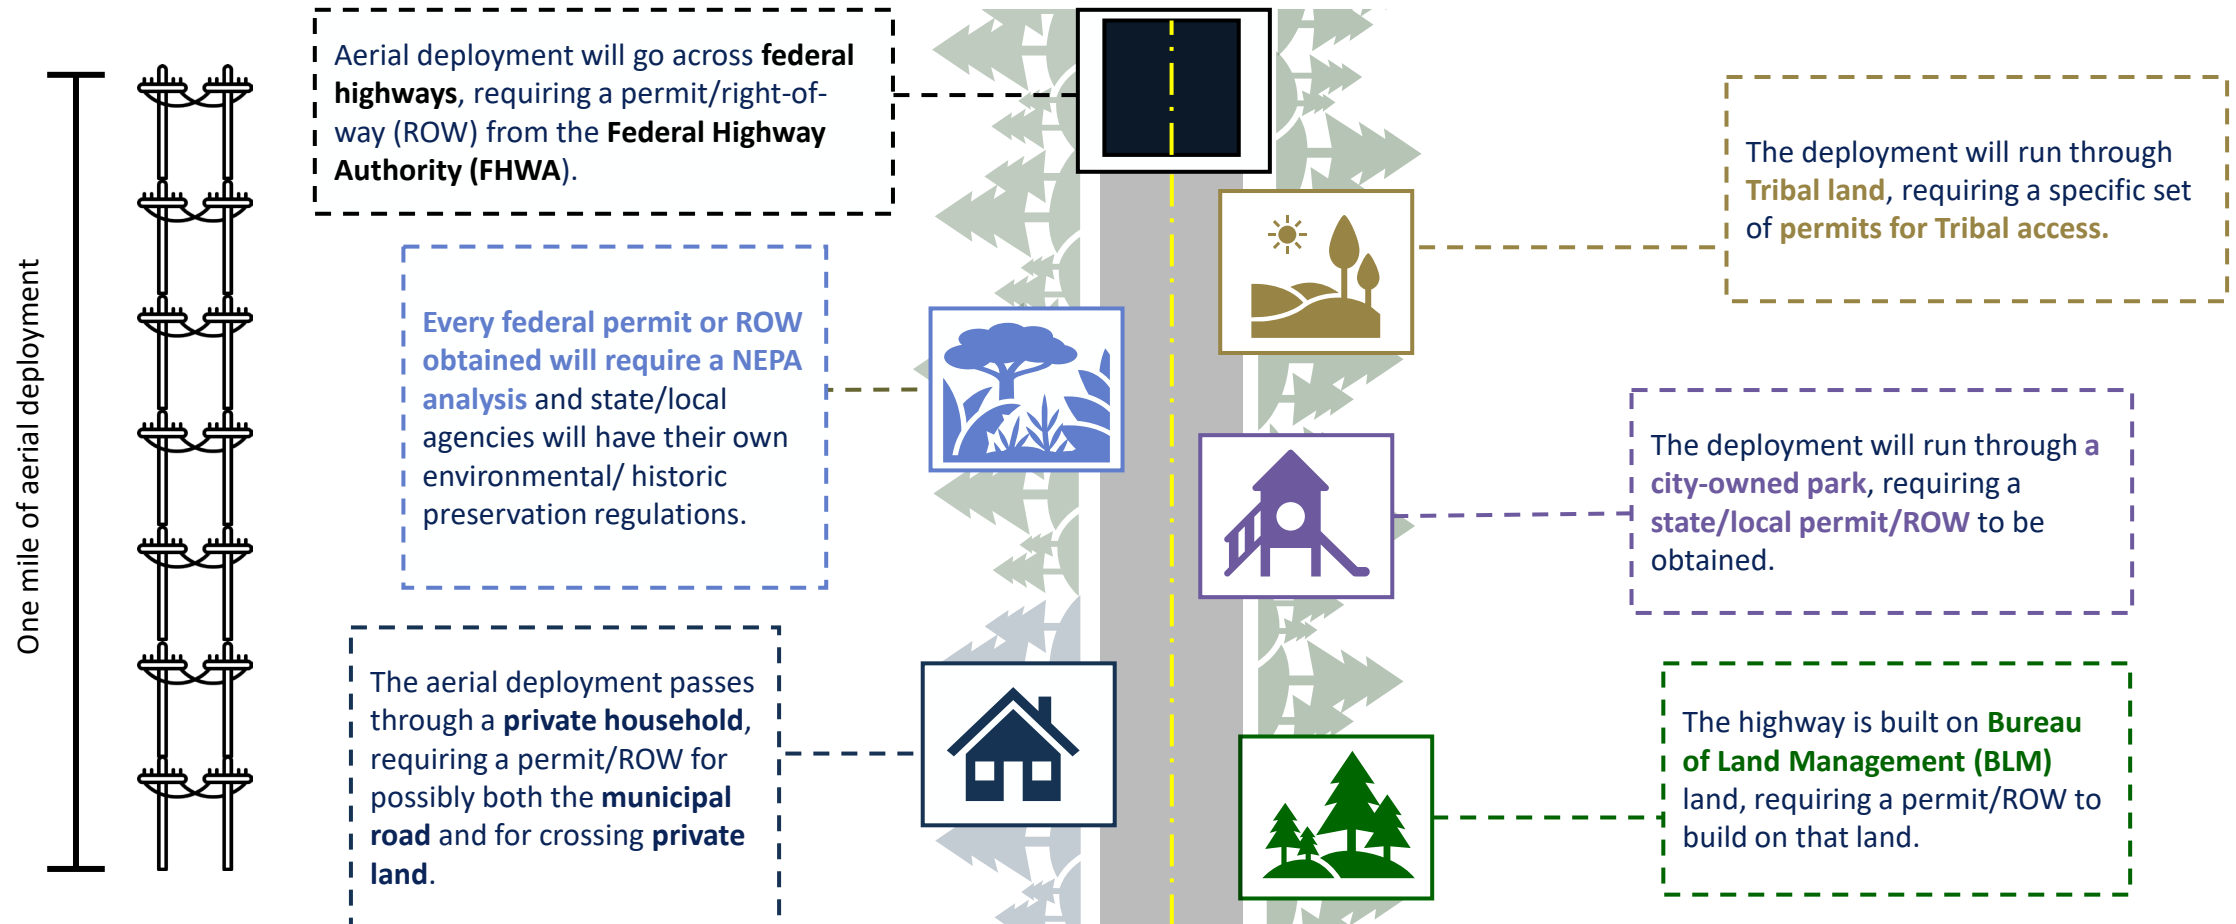 One mile of aerial deployment
Aerial deployment will go across federal
highways, requiring a permit/right-of-
way (ROW) from the Federal Highway
Authority (FHWA).
Every federal permit or ROW
obtained will require a NEPA
analysis and state/local
agencies will have their own
environmental/ historic
preservation regulations.
The aerial deployment passes
through a private household,
requiring a permit/ROW for
possibly both the municipal
road and for crossing private
land.
The deployment will run through
Tribal land, requiring a specific set
of permits for Tribal access.
The deployment will run through a
city-owned park, requiring a
state/local permit/ROW to be
obtained.
The highway is built on Bureau
of Land Management (BLM)
land, requiring a permit/ROW to
build on that land.